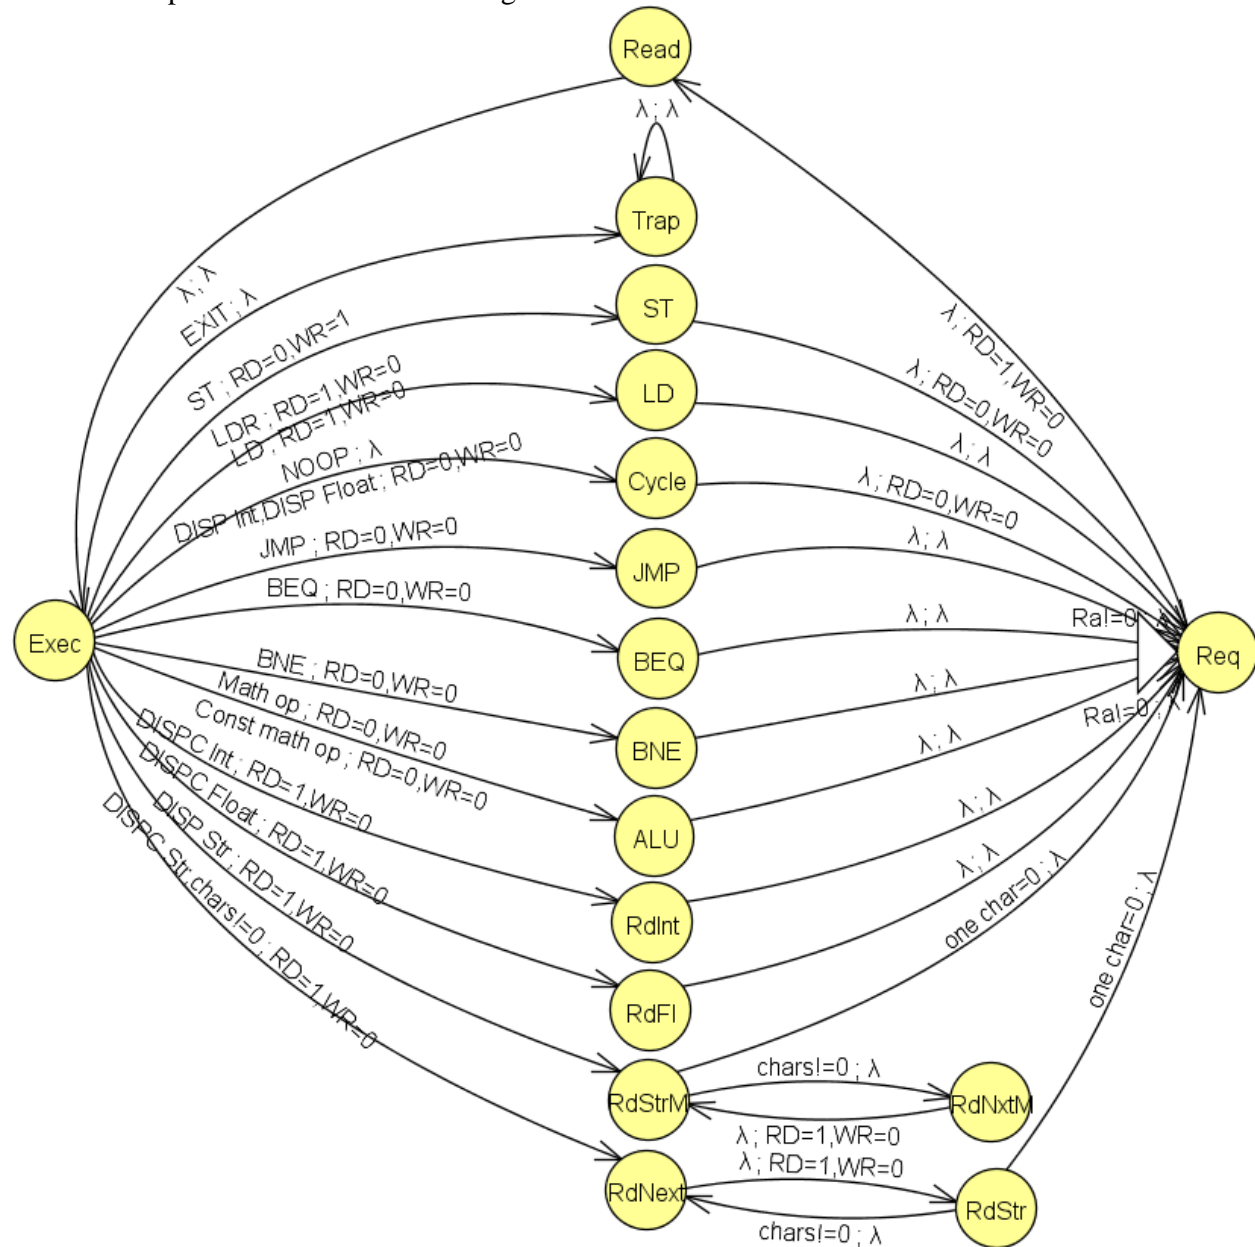 Read
λ ; λ
Trap
λ ; λ
EXIT ; λ
ST
ST ; RD=0,WR=1
λ ; RD=1,WR=0
LD
LDR ; RD=1,WR=0
LD ; RD=1,WR=0
λ ; RD=0,WR=0
Cycle
NOOP ; λ
DISP Int,DISP Float ; RD=0,WR=0
λ ; λ
JMP
JMP ; RD=0,WR=0
λ ; RD=0,WR=0
BEQ
BEQ ; RD=0,WR=0
λ ; λ
Exec
λ ; λ
Ra!=0 ; λ
Req
BNE
BNE ; RD=0,WR=0
λ ; λ
Ra!=0 ; λ
Math op ; RD=0,WR=0
Const math op ; RD=0,WR=0
ALU
λ ; λ
DISPC Int ; RD=1,WR=0
RdInt
λ ; λ
DISPC Float ; RD=1,WR=0
RdFl
λ ; λ
DISP Str ; RD=1,WR=0
one char=0 ; λ
DISPC Str,chars!=0 ; RD=1,WR=0
one char=0 ; λ
RdStrM
chars!=0 ; λ
RdNxtM
λ ; RD=1,WR=0
λ ; RD=1,WR=0
RdNext
RdStr
chars!=0 ; λ